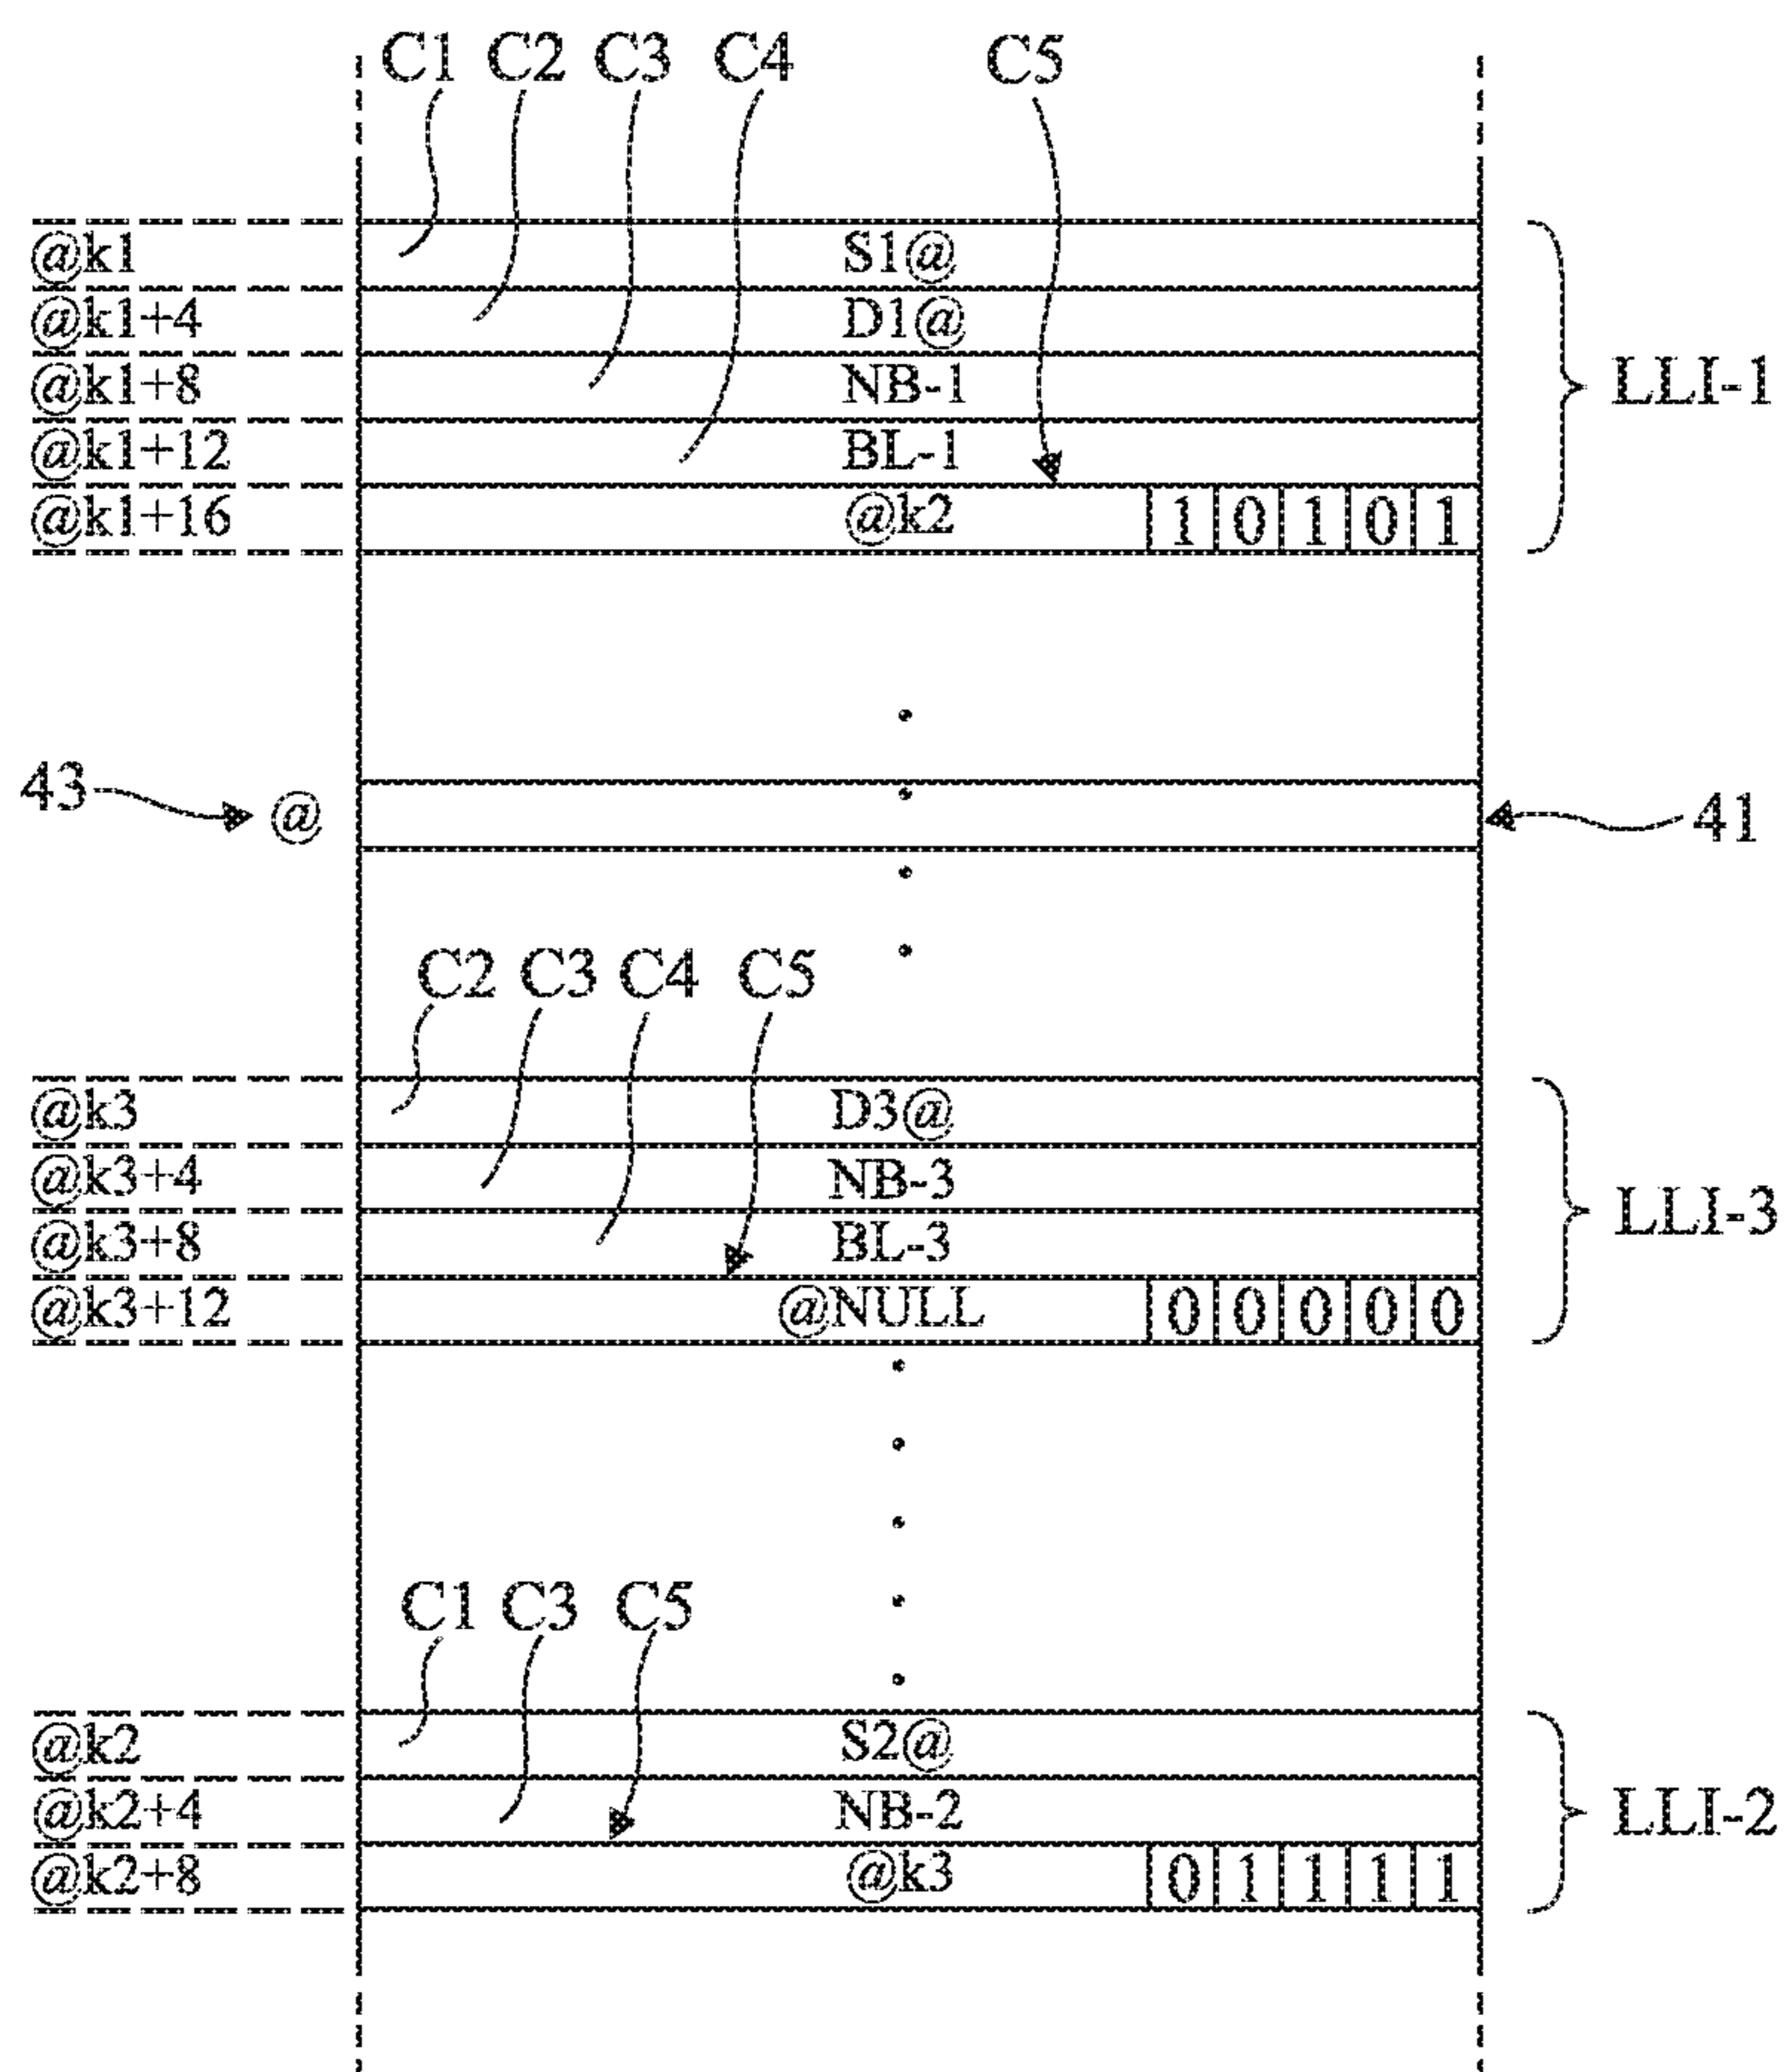 C1 C2 C3 C4 C5
@k1 S1@
@k1+4 D1@
@k1+8 NB-1 LLI-1
@k1+12 BL-1
@k1+16 @k2 1 0 1 0 1
43 @ 41
C2 C3 C4 C5
@k3 D3@
@k3+4 NB-3
@k3+8 BL-3 LLI-3
@k3+12 @NULL 0 0 0 0 0
C1 C3 C5
@k2 S2@
@k2+4 NB-2 LLI-2
@k2+8 @k3 0 1 1 1 1